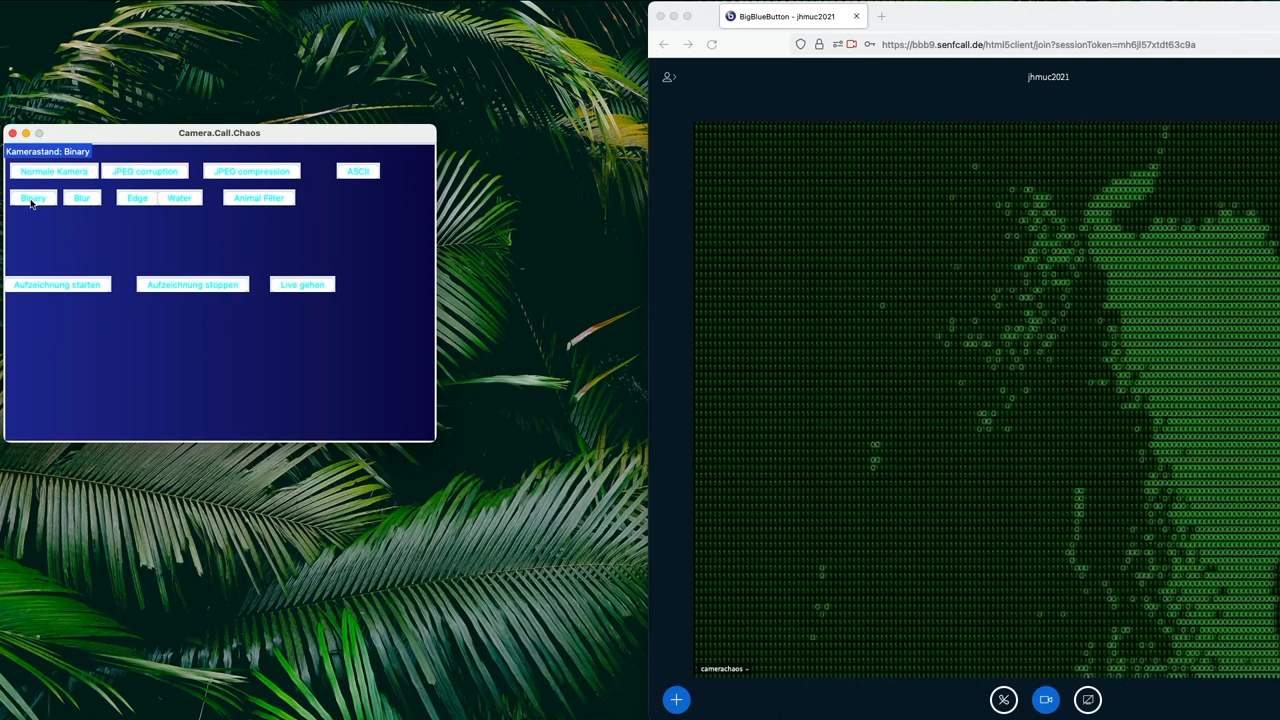 Camera.Call.Chaos
Kamerastand: Binary
Normale Kamera JPEG corruption JPEG compression ASCII
Binary Blur Edge Water Animal Filter
Aufzeichnung starten Aufzeichnung stoppen Live gehen
BigBlueButton - jhmuc2021
https://bbb9.senfcall.de/html5client/join?sessionToken=mh6jl57xtdt63c9a
jhmuc2021
camerachaos